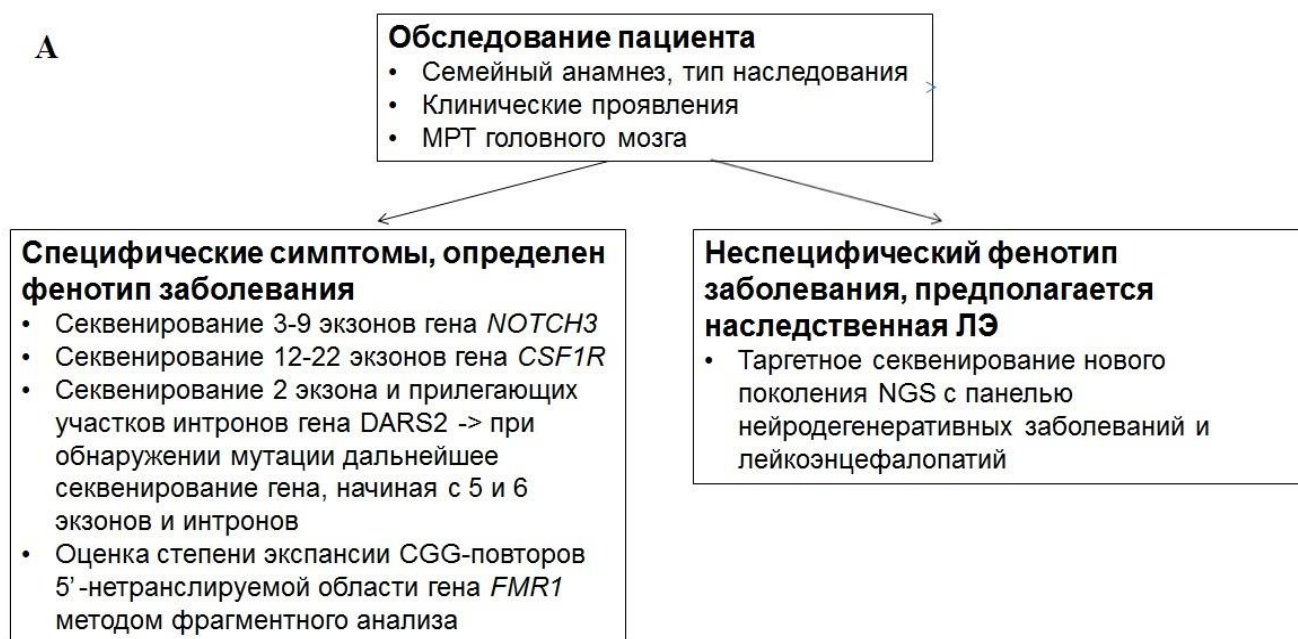 А
Обследование пациента
• Семейный анамнез, тип наследования
• Клинические проявления
• МРТ головного мозга
Специфические симптомы, определен
фенотип заболевания
• Секвенирование 3-9 экзонов гена NOTCH3
• Секвенирование 12-22 экзонов гена CSF1R
• Секвенирование 2 экзона и прилегающих
участков интронов гена DARS2 -> при
обнаружении мутации дальнейшее
секвенирование гена, начиная с 5 и 6
экзонов и интронов
• Оценка степени экспансии CGG-повторов
5’-нетранслируемой области гена FMR1
методом фрагментного анализа
Неспецифический фенотип
заболевания, предполагается
наследственная ЛЭ
• Таргетное секвенирование нового
поколения NGS с панелью
нейродегенеративных заболеваний и
лейкоэнцефалопатий